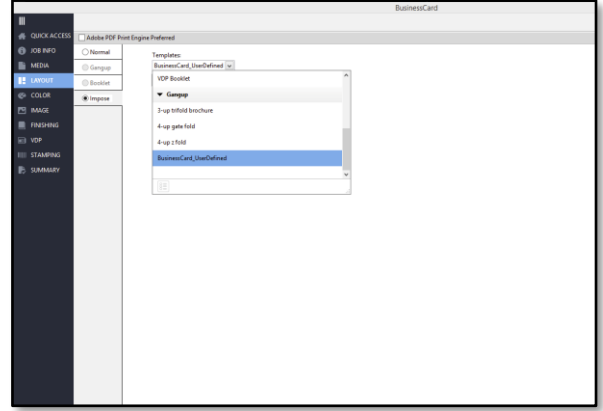 BusinessCard
QUICK ACCESS
JOB INFO
MEDIA
LAYOUT
COLOR
IMAGE
FINISHING
VDP
STAMPING
SUMMARY
Adobe PDF Print Engine Preferred
Normal
Gangup
Booklet
Impose
Templates:
BusinessCard_UserDefined
VDP Booklet
Gangup
3-up trifold brochure
4-up gate fold
4-up z fold
BusinessCard_UserDefined